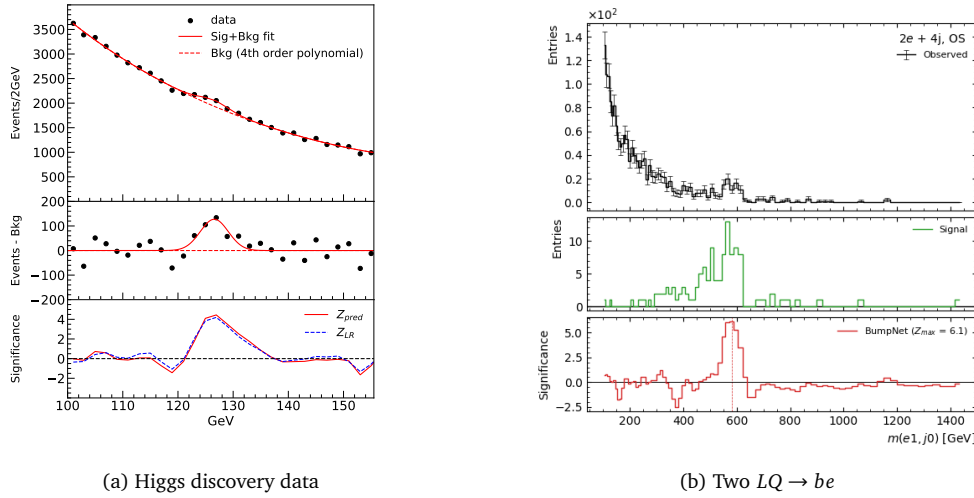 data
Sig+Bkg fit
Bkg (4th order polynomial)
Events/2GeV
3500
3000
2500
2000
1500
1000
500
200
Events - Bkg
100
0
−100
−200
Significance
Z_pred
Z_LR
4
2
0
−2
100 110 120 130 140 150
GeV
(a) Higgs discovery data
×10²
Entries
2e + 4j, OS
Observed
1.4
1.2
1.0
0.8
0.6
0.4
0.2
0.0
Entries
Signal
10
5
0
Significance
BumpNet (Z_max = 6.1)
5.0
2.5
0.0
−2.5
200 400 600 800 1000 1200 1400
m(e1, j0) [GeV]
(b) Two LQ → be